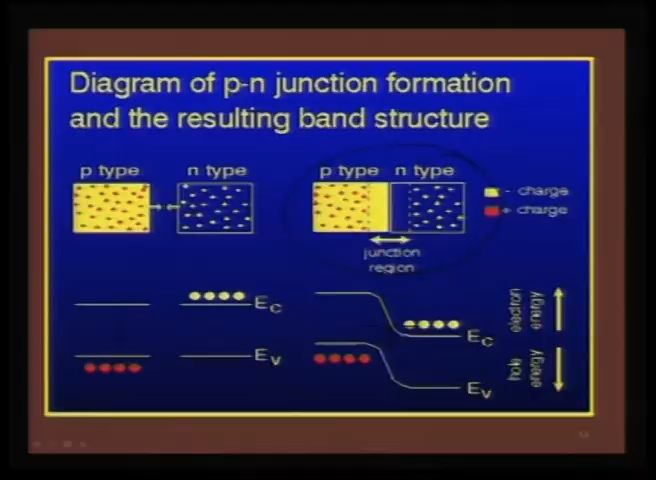 Diagram of p-n junction formation
and the resulting band structure
p type n type p type n type
- charge
+ charge
junction
region
Ec
Ev
Ec
Ev
electron
energy
hole
energy